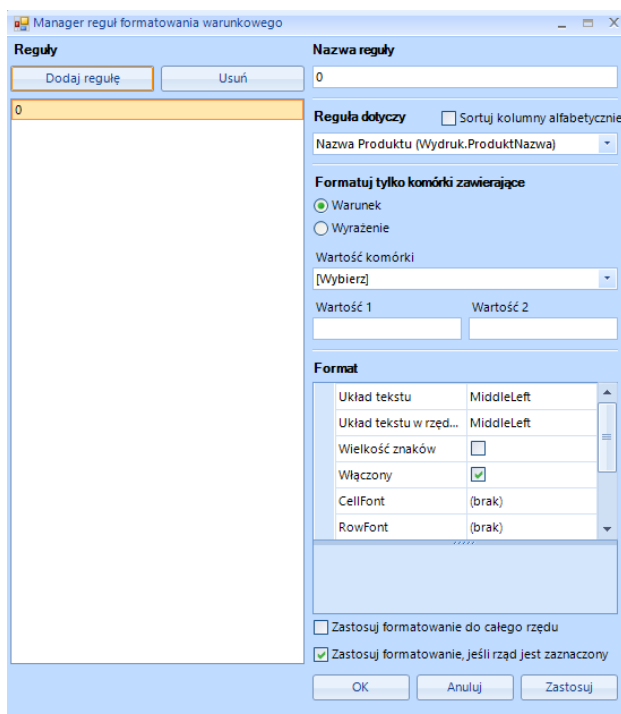 Manager reguł formatowania warunkowego
Reguły
Dodaj regułę
Usuń
0
Nazwa reguły
0
Reguła dotyczy
Sortuj kolumny alfabetycznie
Nazwa Produktu (Wydruk.ProduktNazwa)
Formatuj tylko komórki zawierające
Warunek
Wyrażenie
Wartość komórki
[Wybierz]
Wartość 1
Wartość 2
Format
Układ tekstu MiddleLeft
Układ tekstu w rzęd... MiddleLeft
Wielkość znaków
Włączony
CellFont (brak)
RowFont (brak)
Zastosuj formatowanie do całego rzędu
Zastosuj formatowanie, jeśli rząd jest zaznaczony
OK
Anuluj
Zastosuj